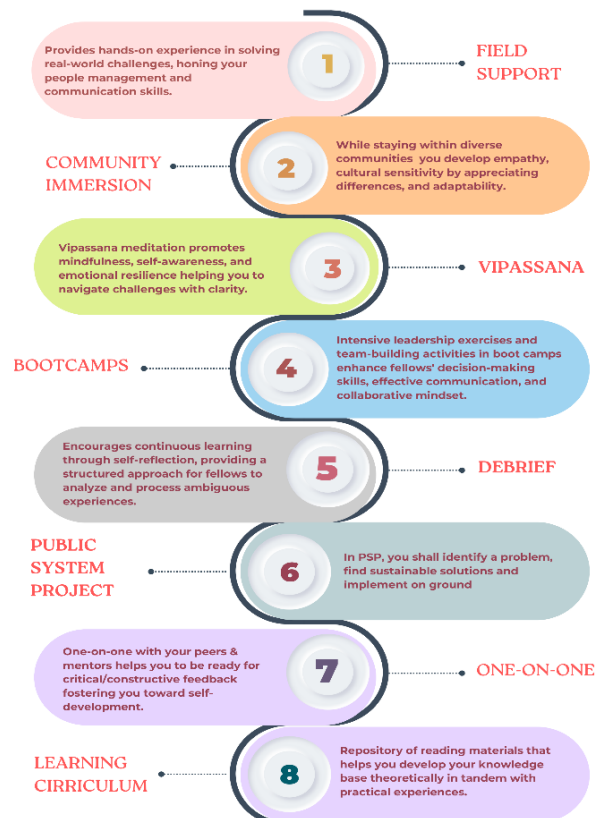 Provides hands-on experience in solving
real-world challenges, honing your
people management and
communication skills.
1
FIELD
SUPPORT
COMMUNITY
IMMERSION
2
While staying within diverse
communities you develop empathy,
cultural sensitivity by appreciating
differences, and adaptability.
Vipassana meditation promotes
mindfulness, self-awareness, and
emotional resilience helping you to
navigate challenges with clarity.
3
VIPASSANA
BOOTCAMPS
4
Intensive leadership exercises and
team-building activities in boot camps
enhance fellows' decision-making
skills, effective communication, and
collaborative mindset.
Encourages continuous learning
through self-reflection, providing a
structured approach for fellows to
analyze and process ambiguous
experiences.
5
DEBRIEF
PUBLIC
SYSTEM
PROJECT
6
In PSP, you shall identify a problem,
find sustainable solutions and
implement on ground
One-on-one with your peers &
mentors helps you to be ready for
critical/constructive feedback
fostering you toward self-
development.
7
ONE-ON-ONE
LEARNING
CIRRICULUM
8
Repository of reading materials that
helps you develop your knowledge
base theoretically in tandem with
practical experiences.